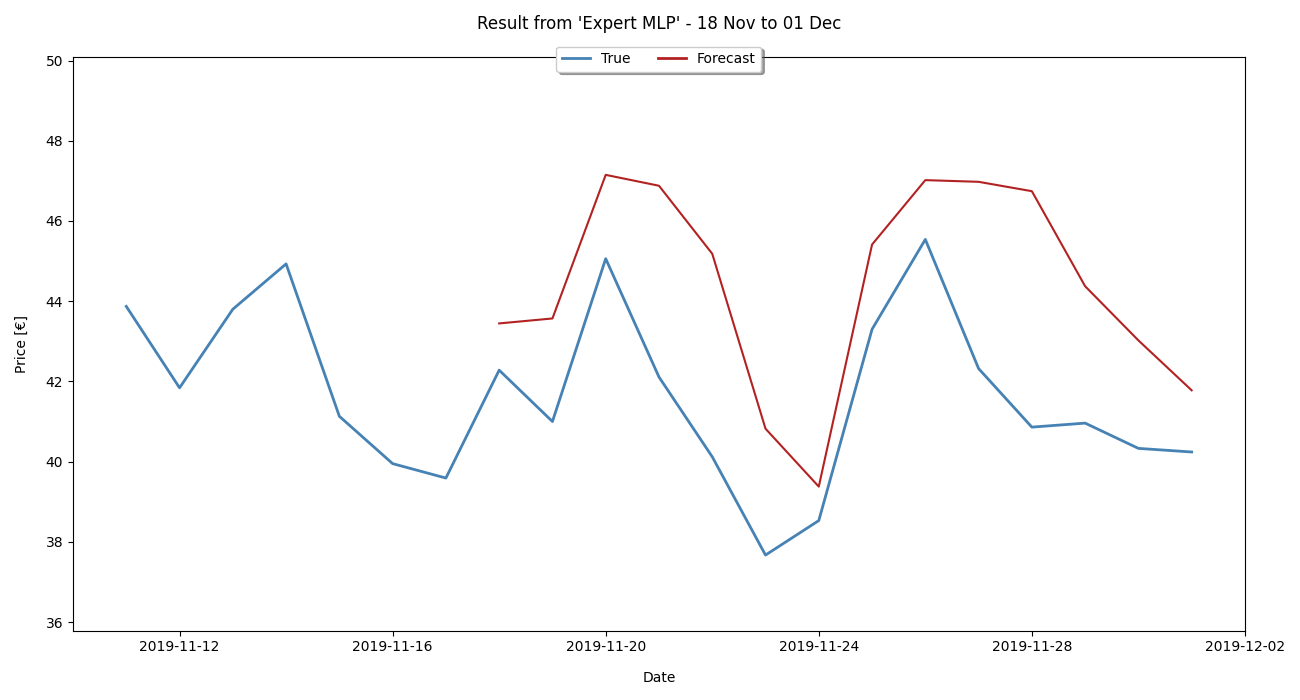 Result from 'Expert MLP' - 18 Nov to 01 Dec
True Forecast
50
48
46
44
42
40
38
36
Price [€]
2019-11-12 2019-11-16 2019-11-20 2019-11-24 2019-11-28 2019-12-02
Date